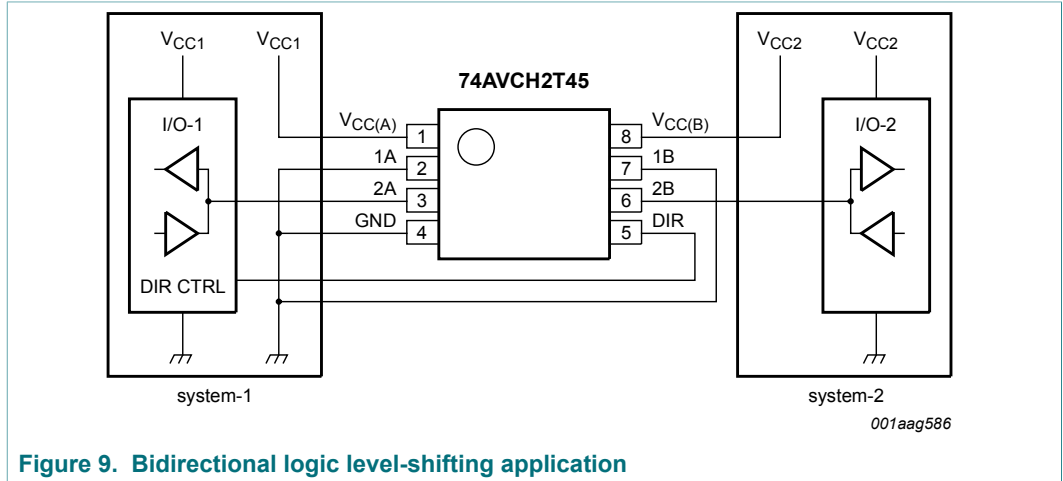 VCC1 VCC1
VCC2 VCC2
74AVCH2T45
I/O-1
I/O-2
VCC(A) 1
8 VCC(B)
1A 2
7 1B
2A 3
6 2B
GND 4
5 DIR
DIR CTRL
system-1
system-2
001aag586
Figure 9. Bidirectional logic level-shifting application